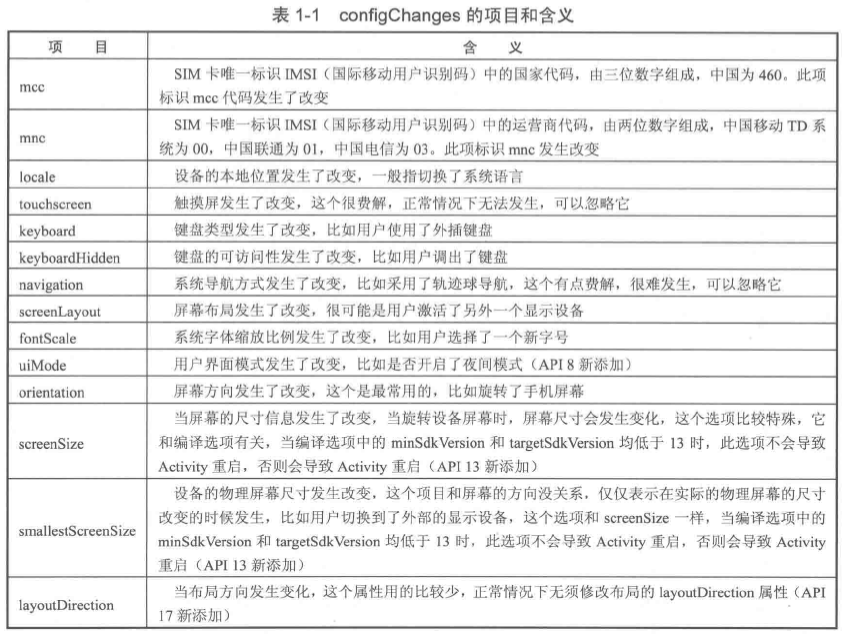 表 1-1 configChanges 的项目和含义
项 目 含 义
mcc
SIM 卡唯一标识 IMSI（国际移动用户识别码）中的国家代码，由三位数字组成，中国为 460。此项
标识 mcc 代码发生了改变
mnc
SIM 卡唯一标识 IMSI（国际移动用户识别码）中的运营商代码，由两位数字组成，中国移动 TD 系
统为 00，中国联通为 01，中国电信为 03。此项标识 mnc 发生改变
locale 设备的本地位置发生了改变，一般指切换了系统语言
touchscreen 触摸屏发生了改变，这个很费解，正常情况下无法发生，可以忽略它
keyboard 键盘类型发生了改变，比如用户使用了外插键盘
keyboardHidden 键盘的可访问性发生了改变，比如用户调出了键盘
navigation 系统导航方式发生了改变，比如采用了轨迹球导航，这个有点费解，很难发生，可以忽略它
screenLayout 屏幕布局发生了改变，很可能是用户激活了另外一个显示设备
fontScale 系统字体缩放比例发生了改变，比如用户选择了一个新字号
uiMode 用户界面模式发生了改变，比如是否开启了夜间模式（API 8 新添加）
orientation 屏幕方向发生了改变，这个是最常用的，比如旋转了手机屏幕
screenSize
当屏幕的尺寸信息发生了改变，当旋转设备屏幕时，屏幕尺寸会发生变化，这个选项比较特殊，它
和编译选项有关，当编译选项中的 minSdkVersion 和 targetSdkVersion 均低于 13 时，此选项不会导致
Activity 重启，否则会导致 Activity 重启（API 13 新添加）
smallestScreenSize
设备的物理屏幕尺寸发生改变，这个项目和屏幕的方向没关系，仅仅表示在实际的物理屏幕的尺寸
改变的时候发生，比如用户切换到了外部的显示设备，这个选项和 screenSize 一样，当编译选项中的
minSdkVersion 和 targetSdkVersion 均低于 13 时，此选项不会导致 Activity 重启，否则会导致 Activity
重启（API 13 新添加）
layoutDirection
当布局方向发生变化，这个属性用的比较少，正常情况下无须修改布局的 layoutDirection 属性（API
17 新添加）